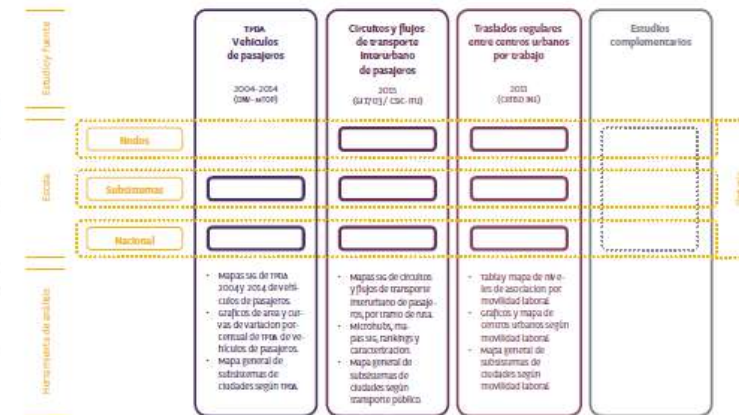 Estudio y Fuente
TPDA
Vehículos
de pasajeros
2004-2014
(DNV- MTOP)
Circuitos y flujos
de transporte
interurbano
de pasajeros
2015
Traslados regulares
entre centros urbanos
por trabajo
2011
Estudios
complementarios
Escala
Nodos
Subsistemas
Nacional
Herramienta de análisis
• Mapas SIG de TPDA
2004 y 2014 de vehí-
culos de pasajeros.
• Gráficos de área y cur-
vas de variación por-
centual de TPDA de ve-
hículos de pasajeros.
• Mapa general de
subsistemas de
ciudades según TPDA.
• Mapas SIG de circuitos
y flujos de transporte
interurbano de pasaje-
ros, por tramo de ruta.
• Microhubs, ma-
pas SIG, rankings y
caracterización.
• Mapa general de
subsistemas de
ciudades según
transporte público.
• Tabla y mapa de nive-
les de asociación por
movilidad laboral.
• Gráficos y mapa de
centros urbanos según
movilidad laboral.
• Mapa general de
subsistemas de
ciudades según
movilidad laboral.